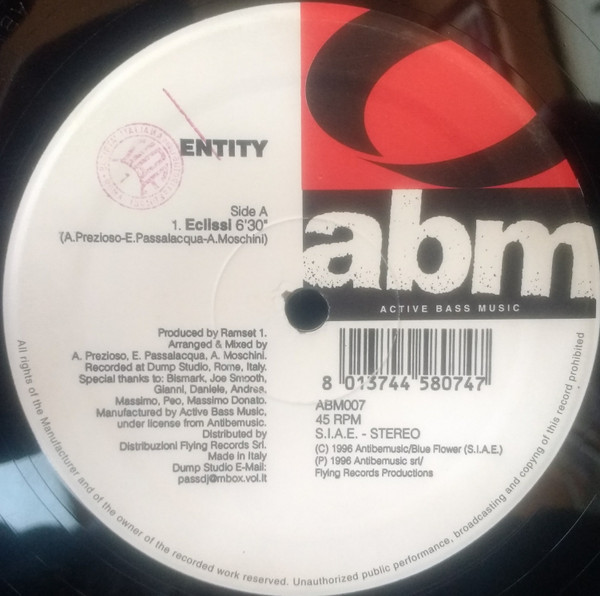 ENTITY
Side A
1. Eclissi 6'30"
(A.Prezioso-E.Passalacqua-A.Moschini)
abm
ACTIVE BASS MUSIC
Produced by Ramset 1.
Arranged & Mixed by
A. Prezioso, E. Passalacqua, A. Moschini.
Recorded at Dump Studio, Rome, Italy.
Special thanks to: Bismark, Joe Smooth,
Gianni, Daniele, Andrea,
Massimo, Peo, Massimo Donato.
Manufactured by Active Bass Music,
under license from Antibemusic.
Distributed by
Distribuzioni Flying Records Srl.
Made in Italy
Dump Studio E-Mail:
passdj@mbox.vol.it
8 013744 580747
ABM007
45 RPM
S.I.A.E. - STEREO
(C) 1996 Antibemusic/Blue Flower (S.I.A.E.)
(P) 1996 Antibemusic srl/
Flying Records Productions
All rights of the Manufacturer and of the owner of the recorded work reserved. Unauthorized public performance, broadcasting and copyng of this record prohibited